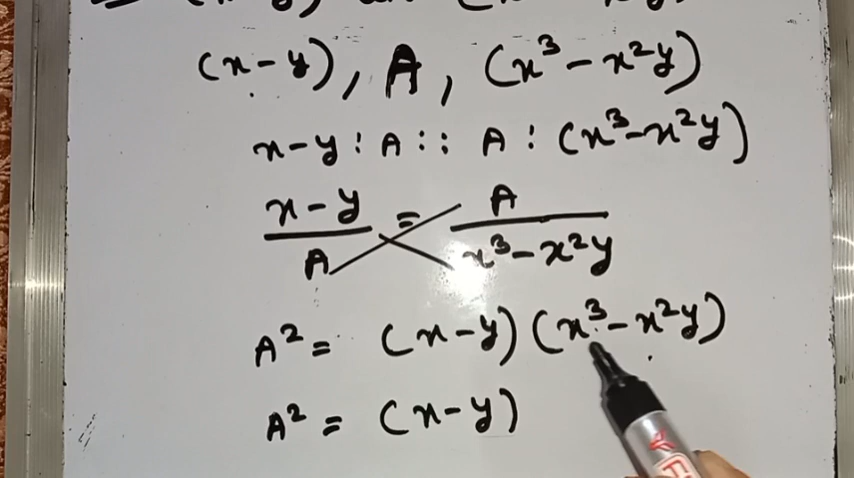 (x-y), A, (x³-x²y)
x-y : A :: A : (x³-x²y)
x-y/A = A/x³-x²y
A² = (x-y)(x³-x²y)
A² = (x-y)